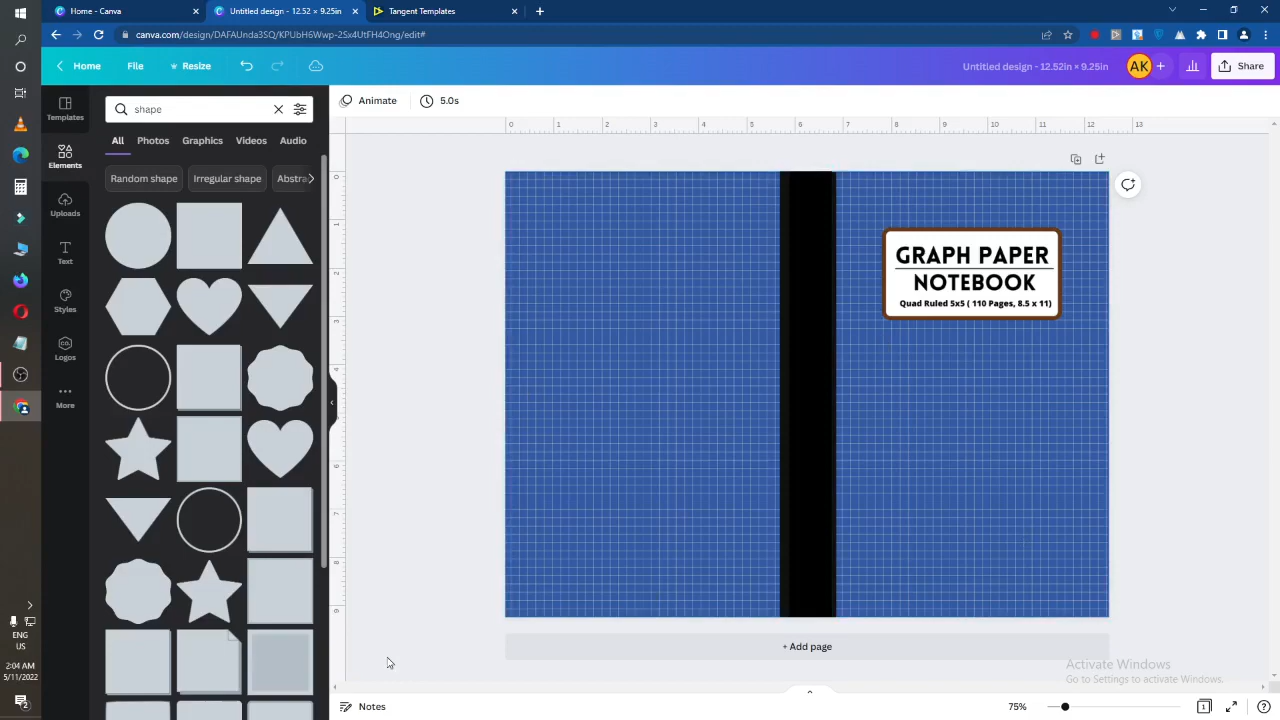 Home - Canva
Untitled design - 12.52 × 9.25in
Tangent Templates
canva.com/design/DAFAUnda3SQ/KPUbH6Wwp-2Sx4UtFH4Ong/edit#
Home
File
Resize
Untitled design - 12.52in × 9.25in
AK
Share
Templates
Elements
Uploads
Text
Styles
Logos
More
shape
All
Photos
Graphics
Videos
Audio
Random shape
Irregular shape
Abstra
Animate
5.0s
0 1 2 3 4 5 6 7 8 9 10 11 12 13
GRAPH PAPER
NOTEBOOK
Quad Ruled 5x5 ( 110 Pages, 8.5 x 11)
+ Add page
Activate Windows
Go to Settings to activate Windows.
Notes
75%
1
ENG
US
2:04 AM
5/11/2022
2